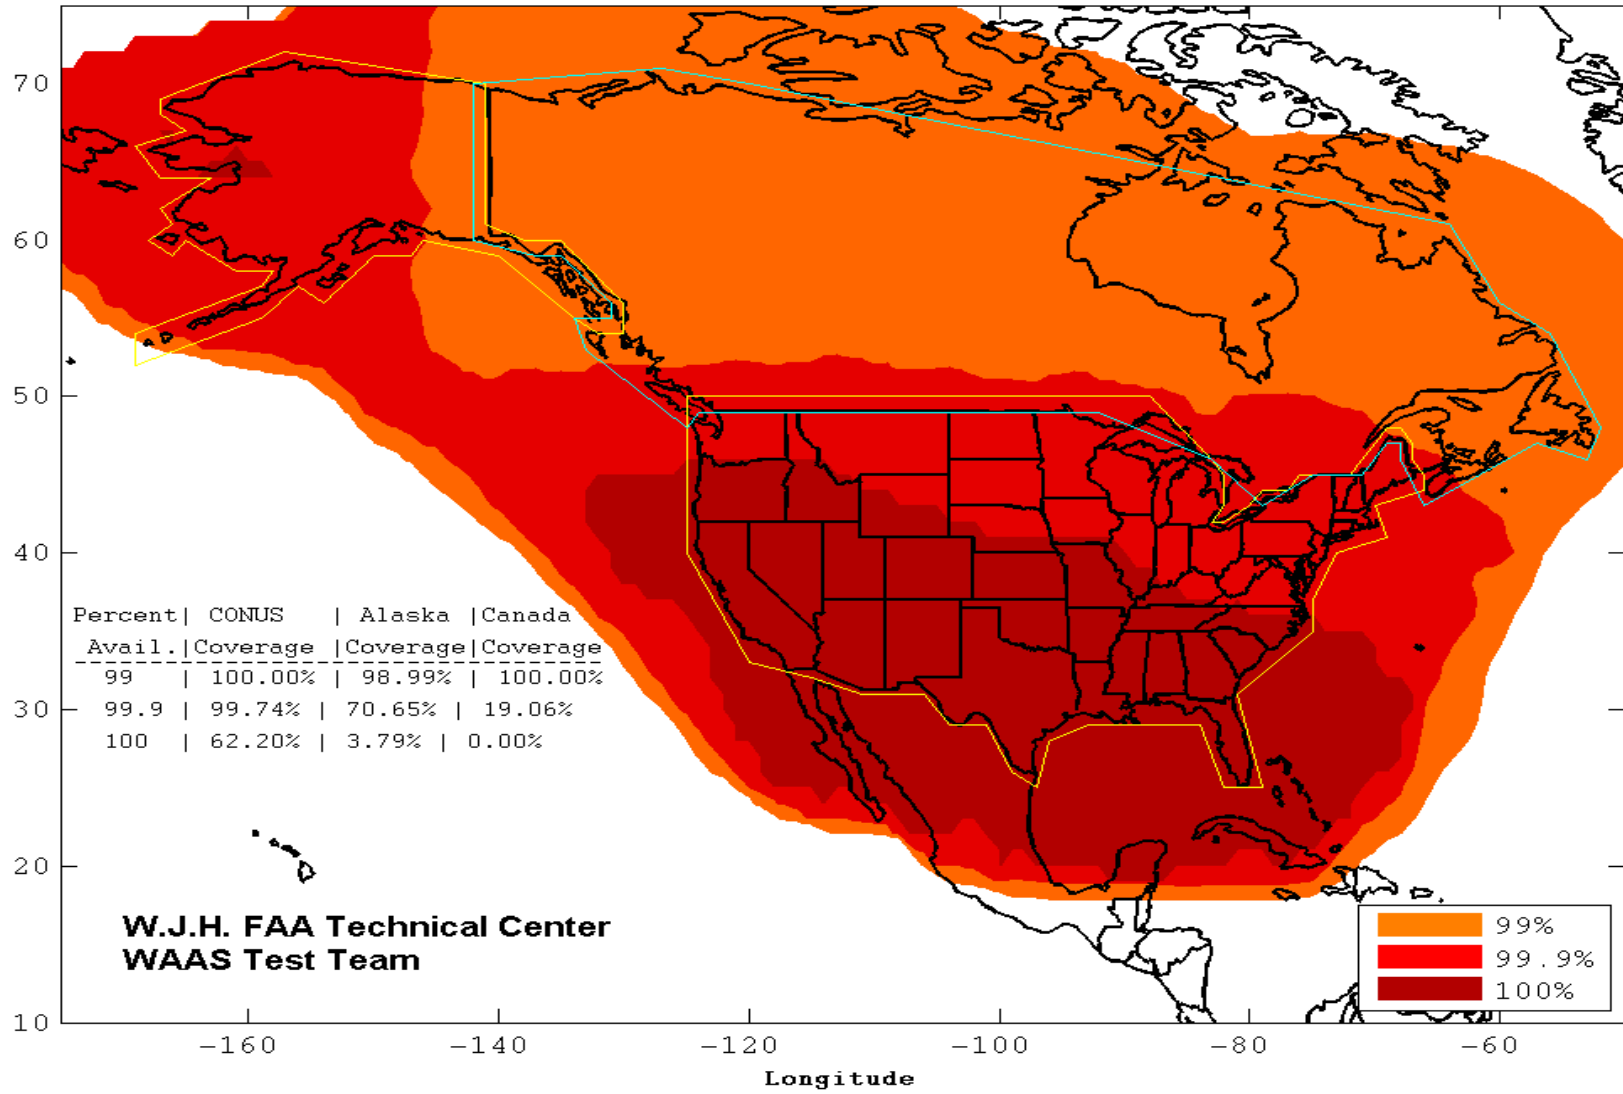 70
60
50
40
30
20
10
Percent| CONUS | Alaska |Canada
Avail.|Coverage |Coverage|Coverage
-----------------------------------
99 | 100.00% | 98.99% | 100.00%
99.9 | 99.74% | 70.65% | 19.06%
100 | 62.20% | 3.79% | 0.00%
W.J.H. FAA Technical Center
WAAS Test Team
99%
99.9%
100%
-160 -140 -120 -100 -80 -60
Longitude